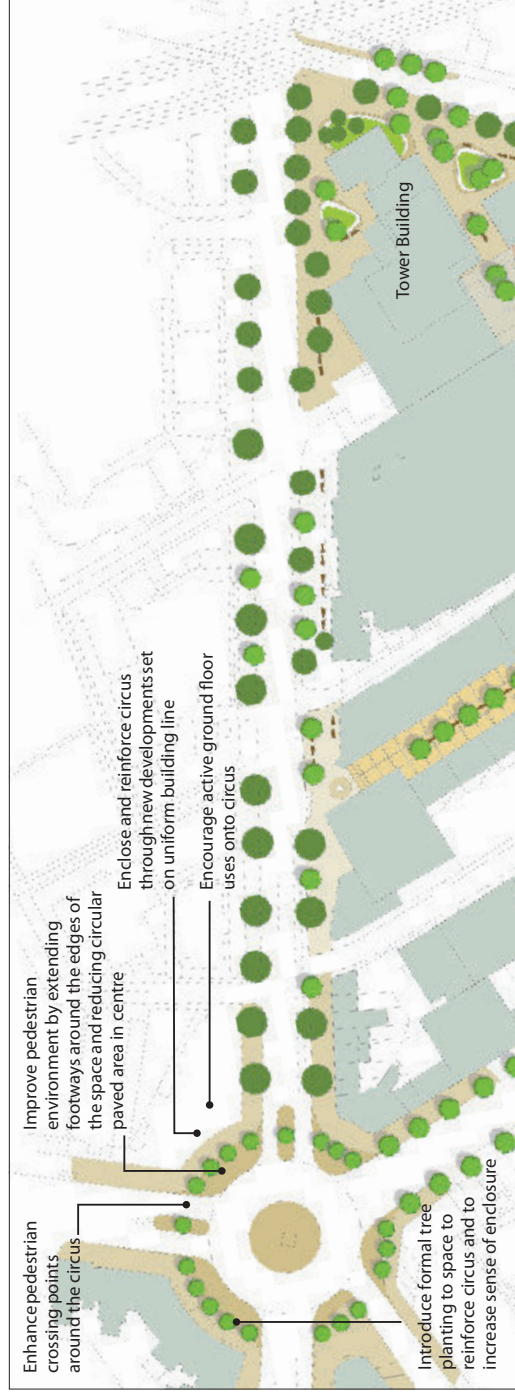 Enhance pedestrian
crossing points
around the circus
Improve pedestrian
environment by extending
footways around the edges of
the space and reducing circular
paved area in centre
Enclose and reinforce circus
through new developments set
on uniform building line
Encourage active ground floor
uses onto circus
Introduce formal tree
planting to space to
reinforce circus and to
increase sense of enclosure
Tower Building